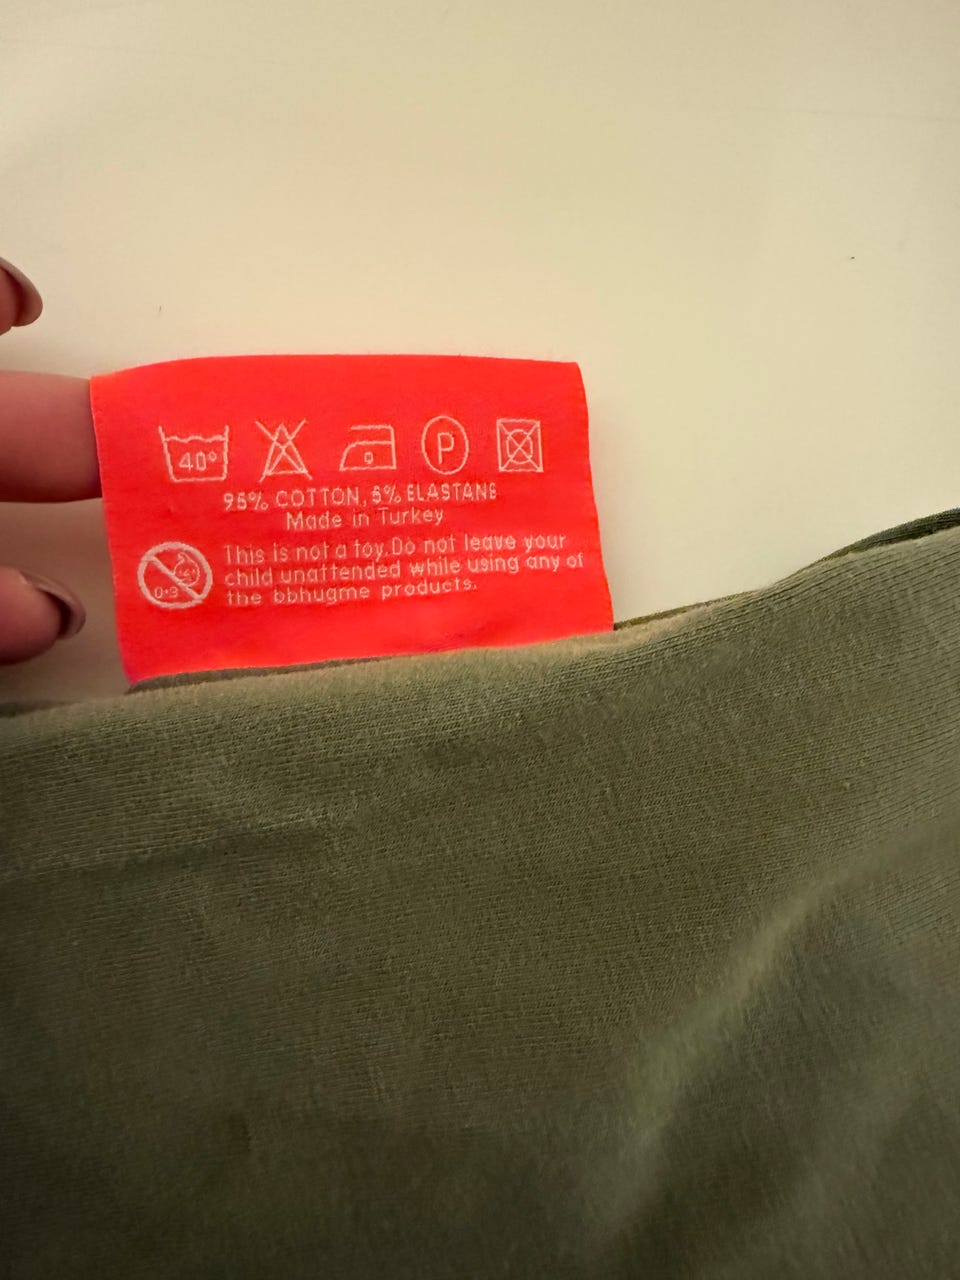 40°
P
95% COTTON, 5% ELASTANE
Made in Turkey
This is not a toy.Do not leave your
child unattended while using any of
the bbhugme products.
0-3